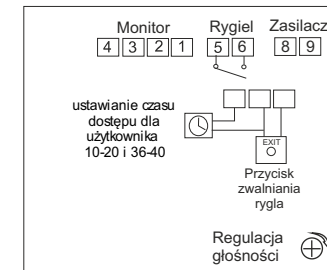 Monitor Rygiel Zasilacz
4 3 2 1 5 6 8 9
ustawianie czasu
dostępu dla
użytkownika
10-20 i 36-40
EXIT
Przycisk
zwalniania
rygla
Regulacja
głośności